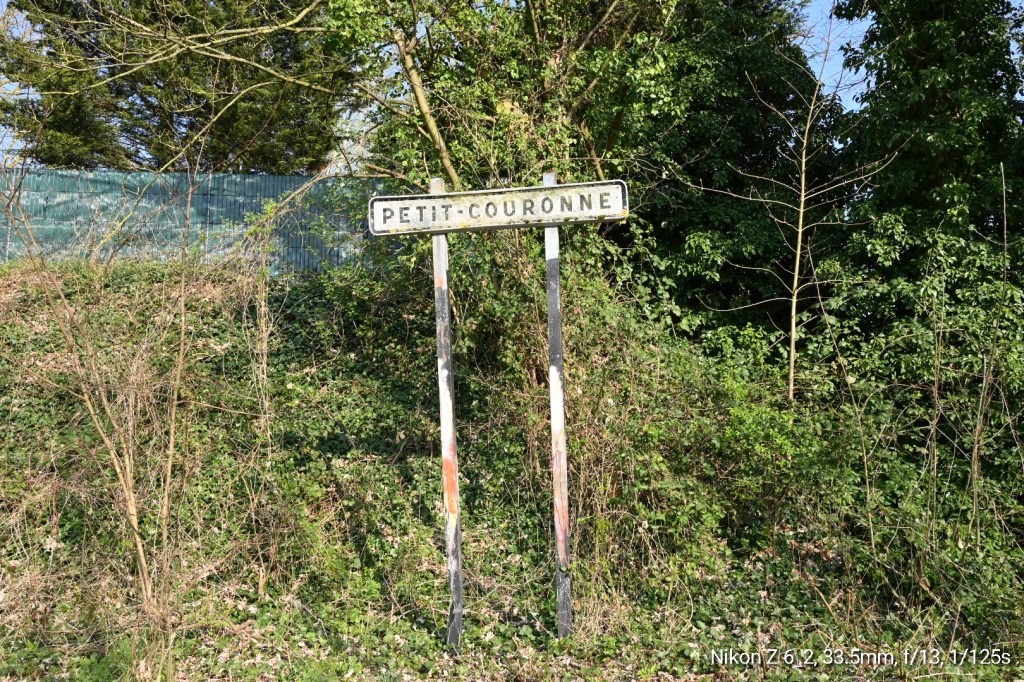 PETIT-COURONNE
Nikon Z 6_2, 33.5mm, f/13, 1/125s